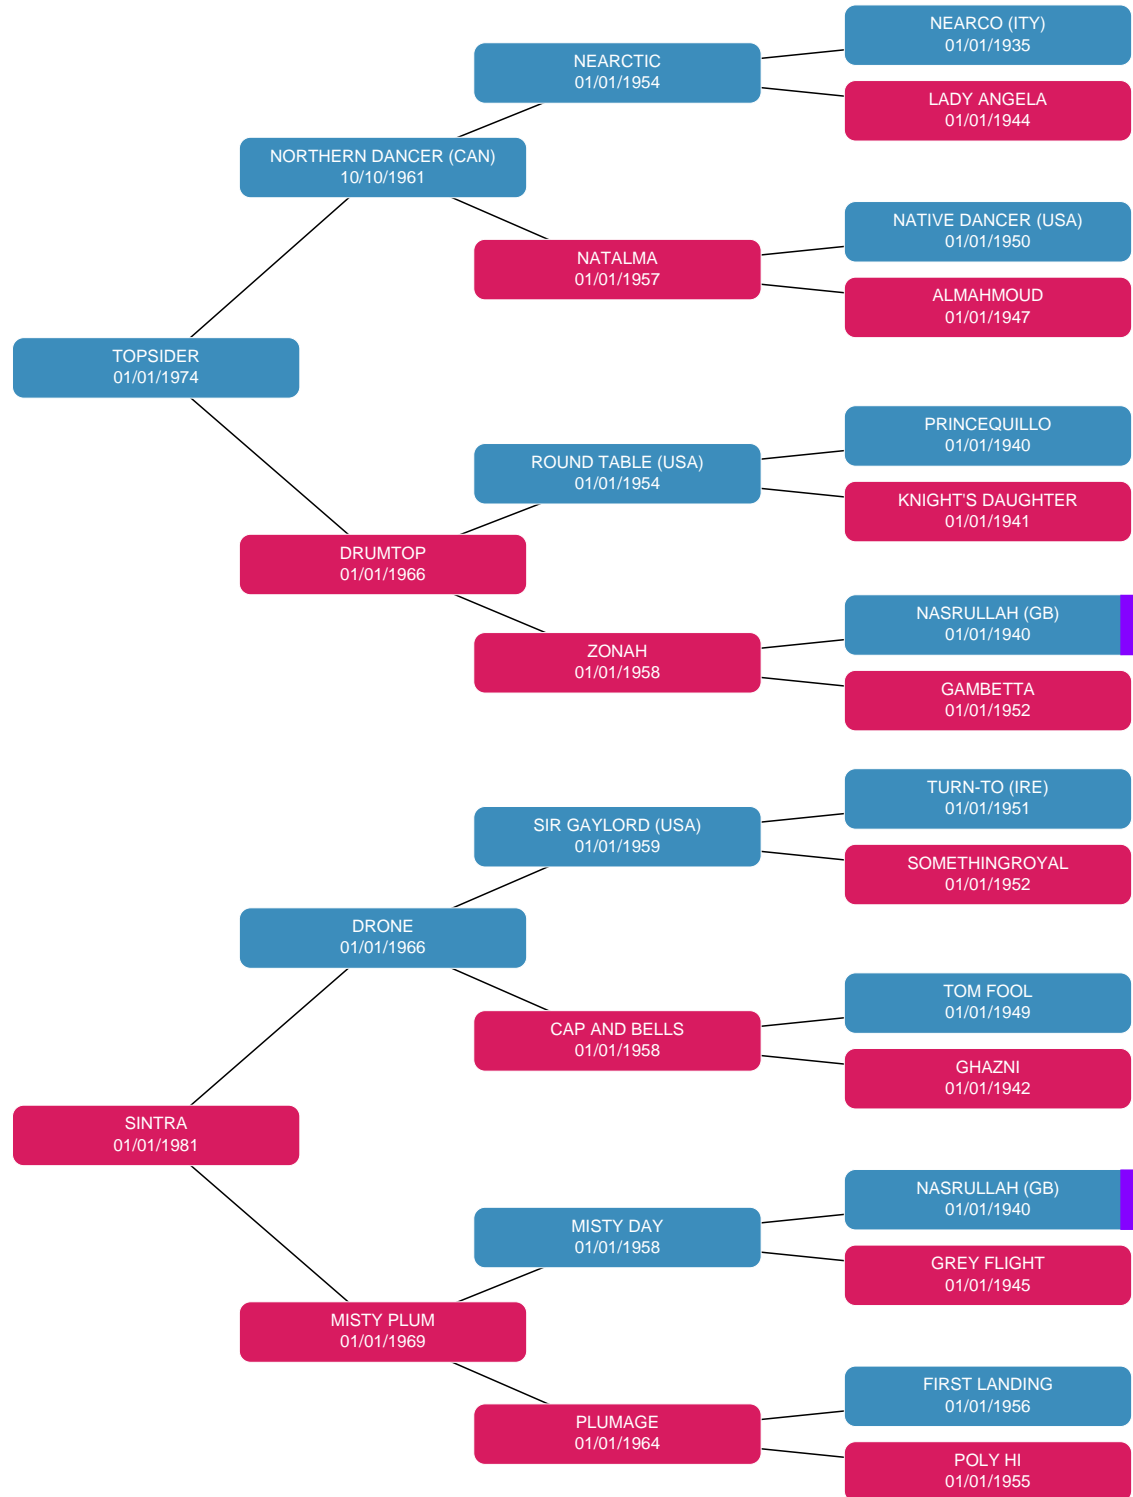 NEARCO (ITY)
01/01/1935
NEARCTIC
01/01/1954
LADY ANGELA
01/01/1944
NORTHERN DANCER (CAN)
10/10/1961
NATIVE DANCER (USA)
01/01/1950
NATALMA
01/01/1957
ALMAHMOUD
01/01/1947
TOPSIDER
01/01/1974
PRINCEQUILLO
01/01/1940
ROUND TABLE (USA)
01/01/1954
KNIGHT'S DAUGHTER
01/01/1941
DRUMTOP
01/01/1966
NASRULLAH (GB)
01/01/1940
ZONAH
01/01/1958
GAMBETTA
01/01/1952
TURN-TO (IRE)
01/01/1951
SIR GAYLORD (USA)
01/01/1959
SOMETHINGROYAL
01/01/1952
DRONE
01/01/1966
TOM FOOL
01/01/1949
CAP AND BELLS
01/01/1958
GHAZNI
01/01/1942
SINTRA
01/01/1981
NASRULLAH (GB)
01/01/1940
MISTY DAY
01/01/1958
GREY FLIGHT
01/01/1945
MISTY PLUM
01/01/1969
FIRST LANDING
01/01/1956
PLUMAGE
01/01/1964
POLY HI
01/01/1955